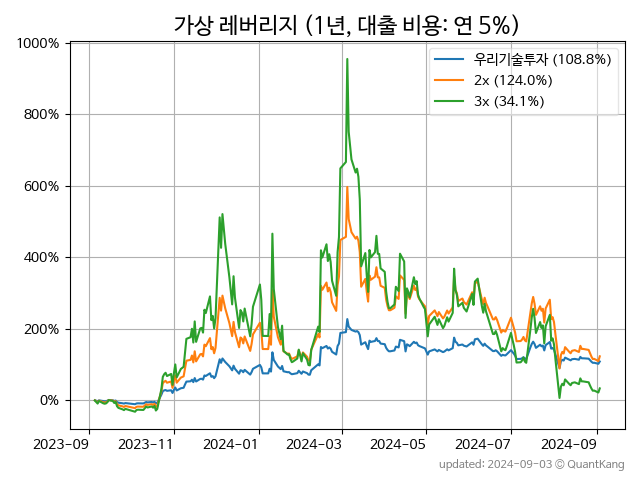 가상 레버리지 (1년, 대출 비용: 연 5%)
1000%
800%
600%
400%
200%
0%
우리기술투자 (108.8%)
2x (124.0%)
3x (34.1%)
2023-09
2023-11
2024-01
2024-03
2024-05
2024-07
2024-09
updated: 2024-09-03 © QuantKang